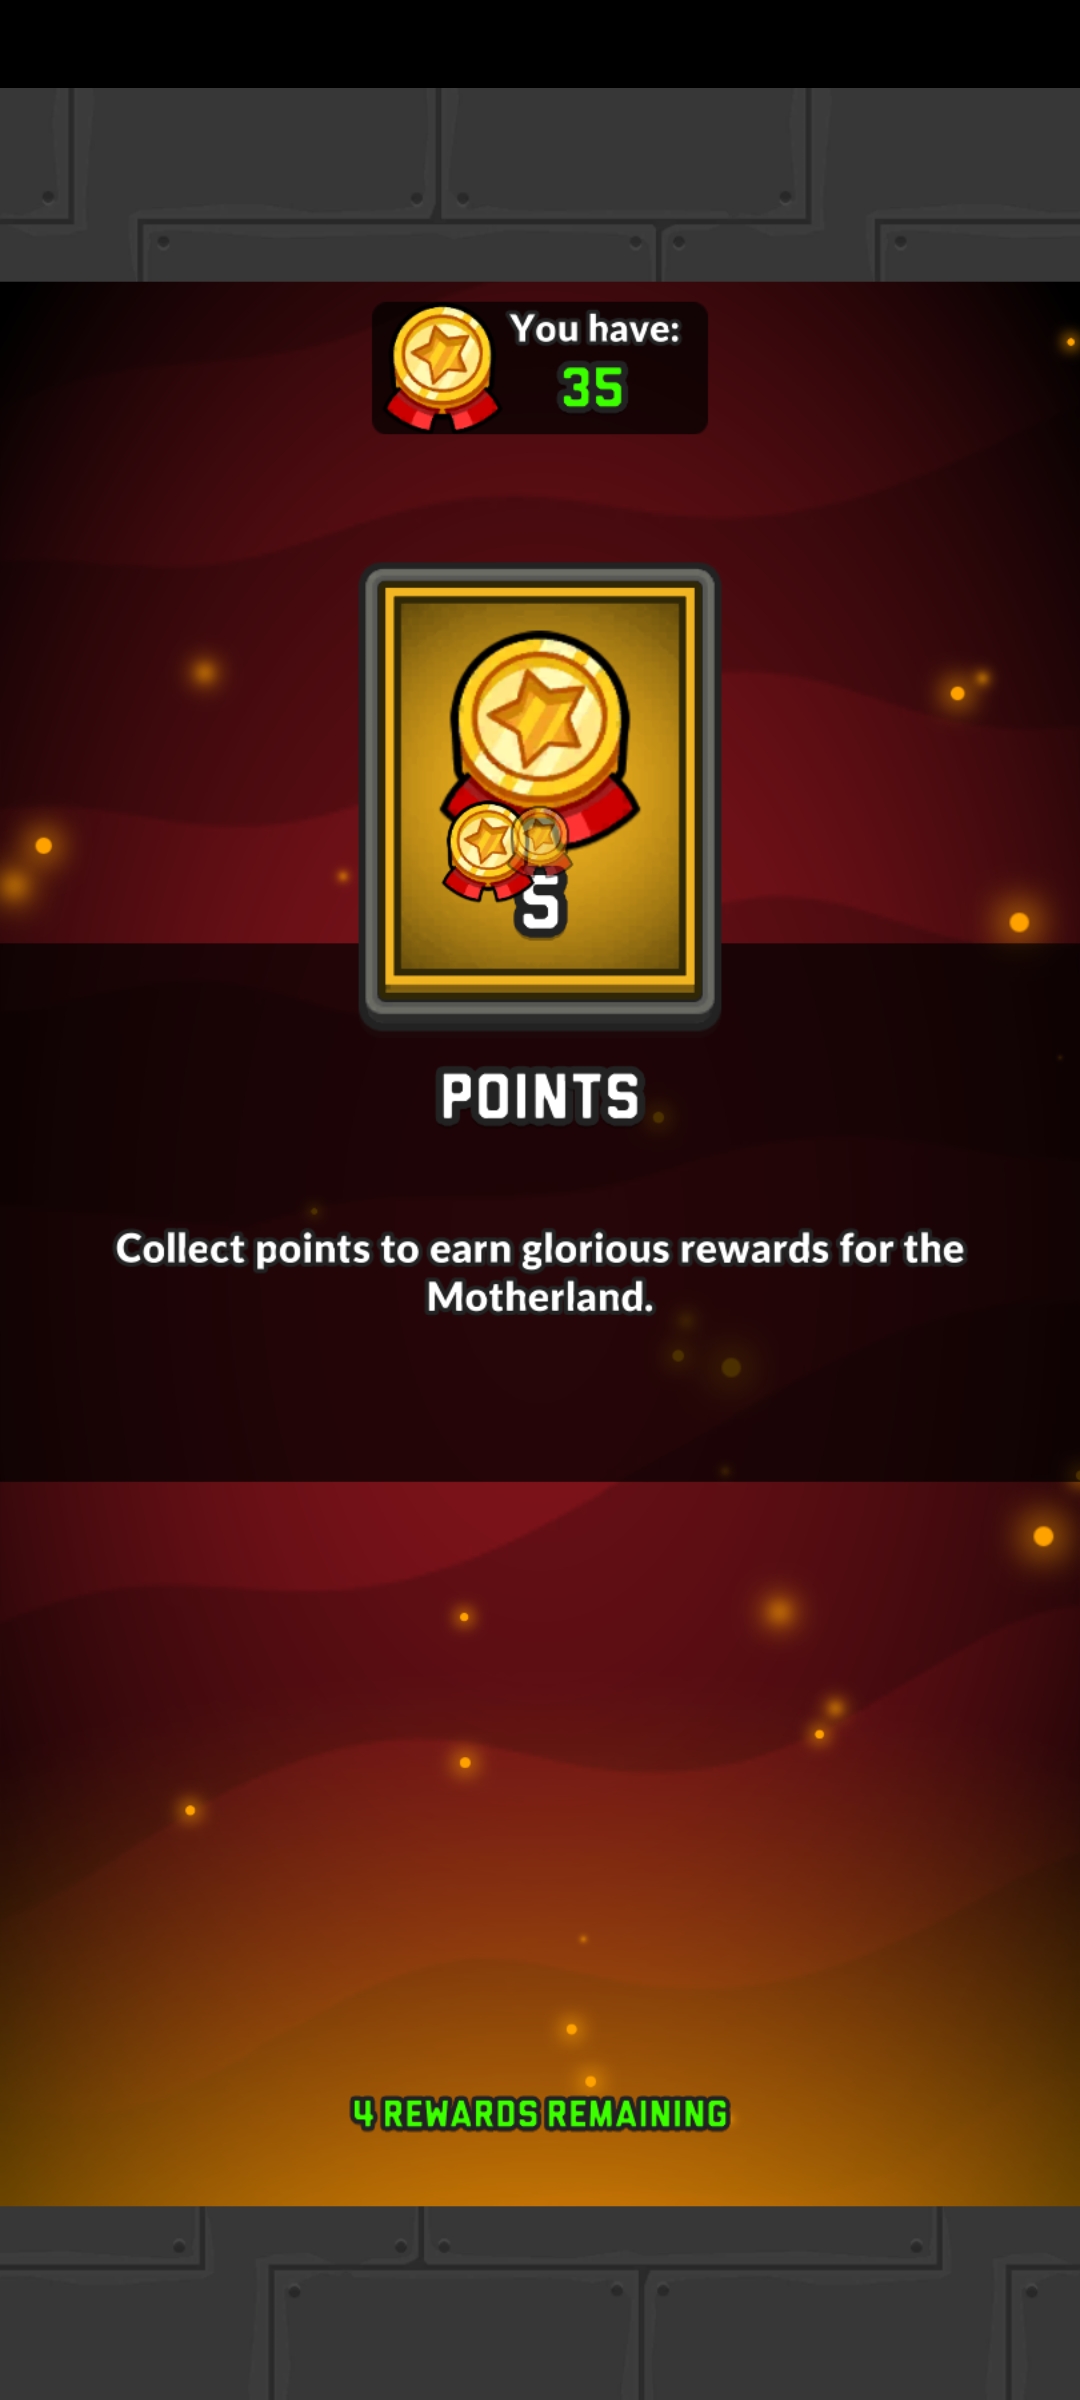 You have:
35
5
POINTS
Collect points to earn glorious rewards for the
Motherland.
4 REWARDS REMAINING